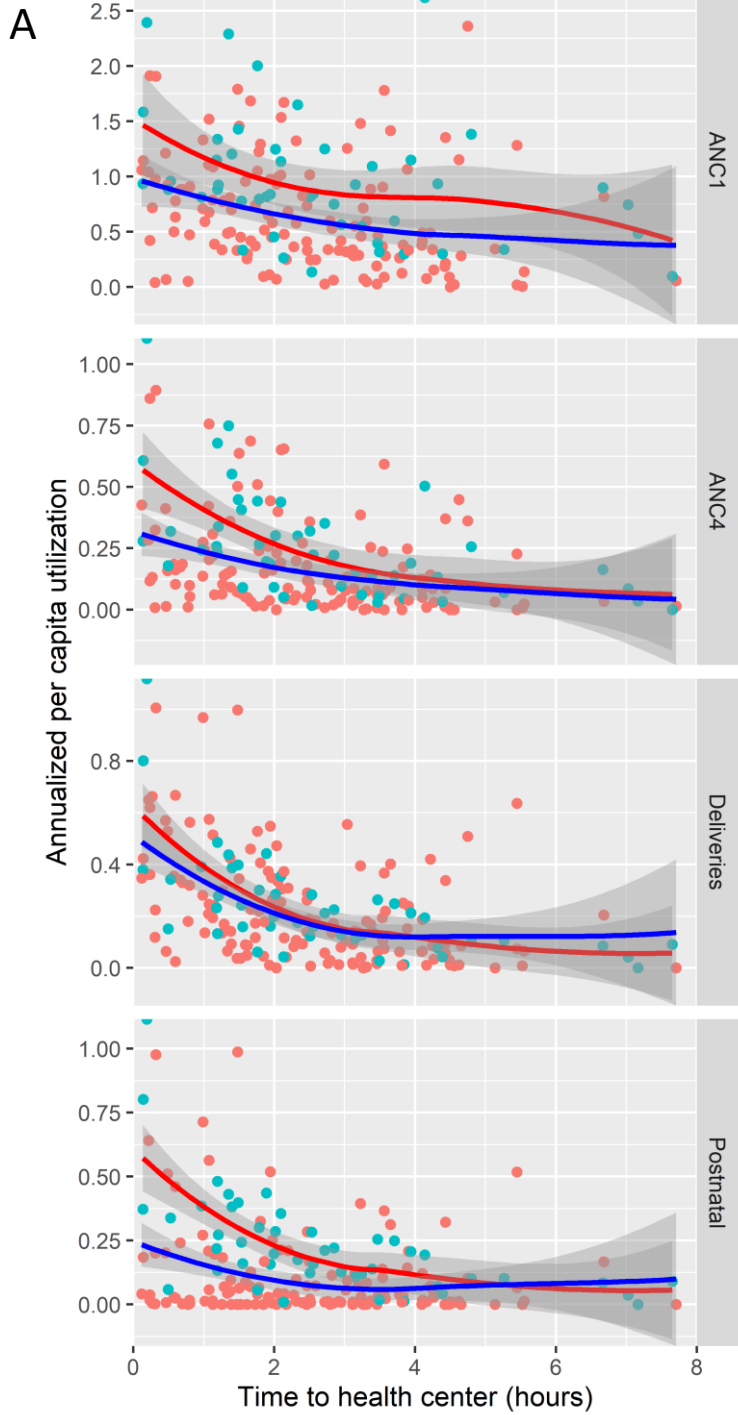 A
Annualized per capita utilization
2.5
2.0
1.5
1.0
0.5
0.0
ANC1
1.00
0.75
0.50
0.25
0.00
ANC4
0.8
0.4
0.0
Deliveries
1.00
0.75
0.50
0.25
0.00
Postnatal
0 2 4 6 8
Time to health center (hours)